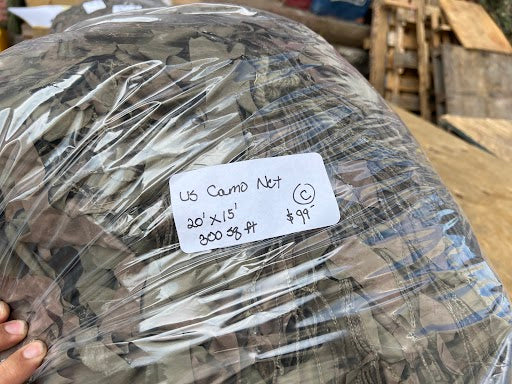 US Camo Net
C
20' x 15'
$99
300 sq ft